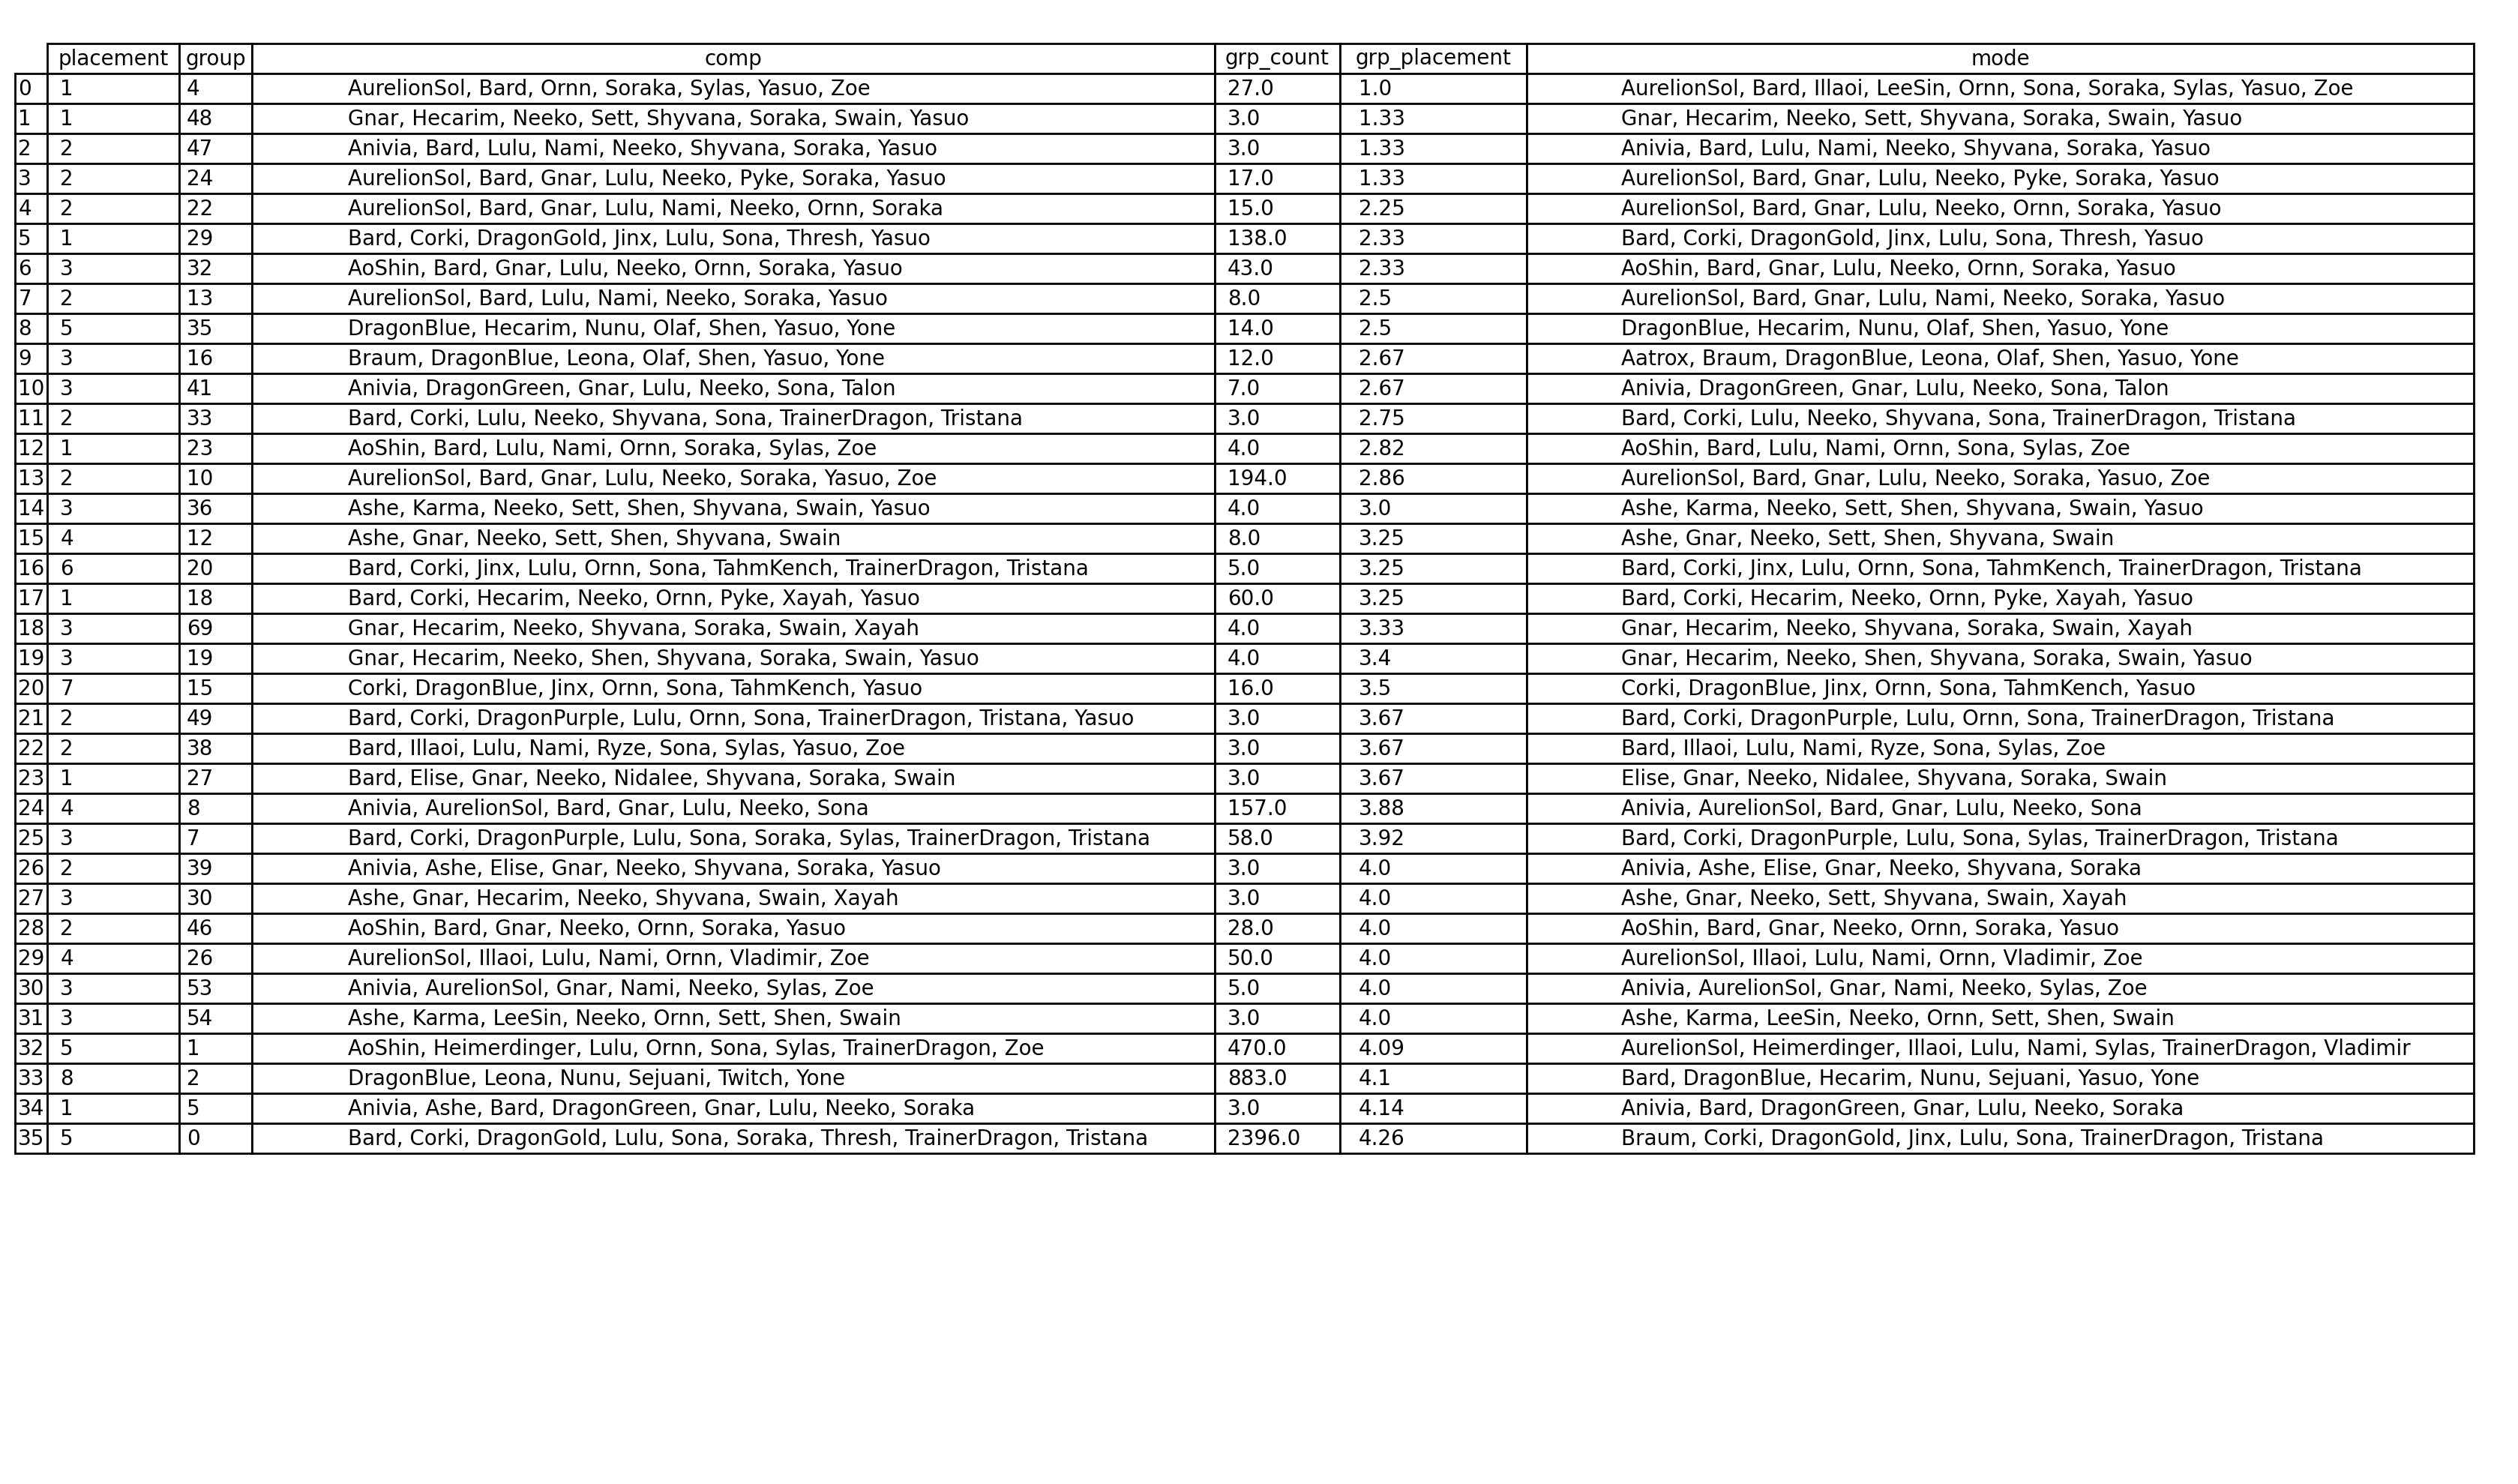 placement group comp grp_count grp_placement mode
0 1 4 AurelionSol, Bard, Ornn, Soraka, Sylas, Yasuo, Zoe 27.0 1.0 AurelionSol, Bard, Illaoi, LeeSin, Ornn, Sona, Soraka, Sylas, Yasuo, Zoe
1 1 48 Gnar, Hecarim, Neeko, Sett, Shyvana, Soraka, Swain, Yasuo 3.0 1.33 Gnar, Hecarim, Neeko, Sett, Shyvana, Soraka, Swain, Yasuo
2 2 47 Anivia, Bard, Lulu, Nami, Neeko, Shyvana, Soraka, Yasuo 3.0 1.33 Anivia, Bard, Lulu, Nami, Neeko, Shyvana, Soraka, Yasuo
3 2 24 AurelionSol, Bard, Gnar, Lulu, Neeko, Pyke, Soraka, Yasuo 17.0 1.33 AurelionSol, Bard, Gnar, Lulu, Neeko, Pyke, Soraka, Yasuo
4 2 22 AurelionSol, Bard, Gnar, Lulu, Nami, Neeko, Ornn, Soraka 15.0 2.25 AurelionSol, Bard, Gnar, Lulu, Neeko, Ornn, Soraka, Yasuo
5 1 29 Bard, Corki, DragonGold, Jinx, Lulu, Sona, Thresh, Yasuo 138.0 2.33 Bard, Corki, DragonGold, Jinx, Lulu, Sona, Thresh, Yasuo
6 3 32 AoShin, Bard, Gnar, Lulu, Neeko, Ornn, Soraka, Yasuo 43.0 2.33 AoShin, Bard, Gnar, Lulu, Neeko, Ornn, Soraka, Yasuo
7 2 13 AurelionSol, Bard, Lulu, Nami, Neeko, Soraka, Yasuo 8.0 2.5 AurelionSol, Bard, Gnar, Lulu, Nami, Neeko, Soraka, Yasuo
8 5 35 DragonBlue, Hecarim, Nunu, Olaf, Shen, Yasuo, Yone 14.0 2.5 DragonBlue, Hecarim, Nunu, Olaf, Shen, Yasuo, Yone
9 3 16 Braum, DragonBlue, Leona, Olaf, Shen, Yasuo, Yone 12.0 2.67 Aatrox, Braum, DragonBlue, Leona, Olaf, Shen, Yasuo, Yone
10 3 41 Anivia, DragonGreen, Gnar, Lulu, Neeko, Sona, Talon 7.0 2.67 Anivia, DragonGreen, Gnar, Lulu, Neeko, Sona, Talon
11 2 33 Bard, Corki, Lulu, Neeko, Shyvana, Sona, TrainerDragon, Tristana 3.0 2.75 Bard, Corki, Lulu, Neeko, Shyvana, Sona, TrainerDragon, Tristana
12 1 23 AoShin, Bard, Lulu, Nami, Ornn, Soraka, Sylas, Zoe 4.0 2.82 AoShin, Bard, Lulu, Nami, Ornn, Sona, Sylas, Zoe
13 2 10 AurelionSol, Bard, Gnar, Lulu, Neeko, Soraka, Yasuo, Zoe 194.0 2.86 AurelionSol, Bard, Gnar, Lulu, Neeko, Soraka, Yasuo, Zoe
14 3 36 Ashe, Karma, Neeko, Sett, Shen, Shyvana, Swain, Yasuo 4.0 3.0 Ashe, Karma, Neeko, Sett, Shen, Shyvana, Swain, Yasuo
15 4 12 Ashe, Gnar, Neeko, Sett, Shen, Shyvana, Swain 8.0 3.25 Ashe, Gnar, Neeko, Sett, Shen, Shyvana, Swain
16 6 20 Bard, Corki, Jinx, Lulu, Ornn, Sona, TahmKench, TrainerDragon, Tristana 5.0 3.25 Bard, Corki, Jinx, Lulu, Ornn, Sona, TahmKench, TrainerDragon, Tristana
17 1 18 Bard, Corki, Hecarim, Neeko, Ornn, Pyke, Xayah, Yasuo 60.0 3.25 Bard, Corki, Hecarim, Neeko, Ornn, Pyke, Xayah, Yasuo
18 3 69 Gnar, Hecarim, Neeko, Shyvana, Soraka, Swain, Xayah 4.0 3.33 Gnar, Hecarim, Neeko, Shyvana, Soraka, Swain, Xayah
19 3 19 Gnar, Hecarim, Neeko, Shen, Shyvana, Soraka, Swain, Yasuo 4.0 3.4 Gnar, Hecarim, Neeko, Shen, Shyvana, Soraka, Swain, Yasuo
20 7 15 Corki, DragonBlue, Jinx, Ornn, Sona, TahmKench, Yasuo 16.0 3.5 Corki, DragonBlue, Jinx, Ornn, Sona, TahmKench, Yasuo
21 2 49 Bard, Corki, DragonPurple, Lulu, Ornn, Sona, TrainerDragon, Tristana, Yasuo 3.0 3.67 Bard, Corki, DragonPurple, Lulu, Ornn, Sona, TrainerDragon, Tristana
22 2 38 Bard, Illaoi, Lulu, Nami, Ryze, Sona, Sylas, Yasuo, Zoe 3.0 3.67 Bard, Illaoi, Lulu, Nami, Ryze, Sona, Sylas, Zoe
23 1 27 Bard, Elise, Gnar, Neeko, Nidalee, Shyvana, Soraka, Swain 3.0 3.67 Elise, Gnar, Neeko, Nidalee, Shyvana, Soraka, Swain
24 4 8 Anivia, AurelionSol, Bard, Gnar, Lulu, Neeko, Sona 157.0 3.88 Anivia, AurelionSol, Bard, Gnar, Lulu, Neeko, Sona
25 3 7 Bard, Corki, DragonPurple, Lulu, Sona, Soraka, Sylas, TrainerDragon, Tristana 58.0 3.92 Bard, Corki, DragonPurple, Lulu, Sona, Sylas, TrainerDragon, Tristana
26 2 39 Anivia, Ashe, Elise, Gnar, Neeko, Shyvana, Soraka, Yasuo 3.0 4.0 Anivia, Ashe, Elise, Gnar, Neeko, Shyvana, Soraka
27 3 30 Ashe, Gnar, Hecarim, Neeko, Shyvana, Swain, Xayah 3.0 4.0 Ashe, Gnar, Neeko, Sett, Shyvana, Swain, Xayah
28 2 46 AoShin, Bard, Gnar, Neeko, Ornn, Soraka, Yasuo 28.0 4.0 AoShin, Bard, Gnar, Neeko, Ornn, Soraka, Yasuo
29 4 26 AurelionSol, Illaoi, Lulu, Nami, Ornn, Vladimir, Zoe 50.0 4.0 AurelionSol, Illaoi, Lulu, Nami, Ornn, Vladimir, Zoe
30 3 53 Anivia, AurelionSol, Gnar, Nami, Neeko, Sylas, Zoe 5.0 4.0 Anivia, AurelionSol, Gnar, Nami, Neeko, Sylas, Zoe
31 3 54 Ashe, Karma, LeeSin, Neeko, Ornn, Sett, Shen, Swain 3.0 4.0 Ashe, Karma, LeeSin, Neeko, Ornn, Sett, Shen, Swain
32 5 1 AoShin, Heimerdinger, Lulu, Ornn, Sona, Sylas, TrainerDragon, Zoe 470.0 4.09 AurelionSol, Heimerdinger, Illaoi, Lulu, Nami, Sylas, TrainerDragon, Vladimir
33 8 2 DragonBlue, Leona, Nunu, Sejuani, Twitch, Yone 883.0 4.1 Bard, DragonBlue, Hecarim, Nunu, Sejuani, Yasuo, Yone
34 1 5 Anivia, Ashe, Bard, DragonGreen, Gnar, Lulu, Neeko, Soraka 3.0 4.14 Anivia, Bard, DragonGreen, Gnar, Lulu, Neeko, Soraka
35 5 0 Bard, Corki, DragonGold, Lulu, Sona, Soraka, Thresh, TrainerDragon, Tristana 2396.0 4.26 Braum, Corki, DragonGold, Jinx, Lulu, Sona, TrainerDragon, Tristana